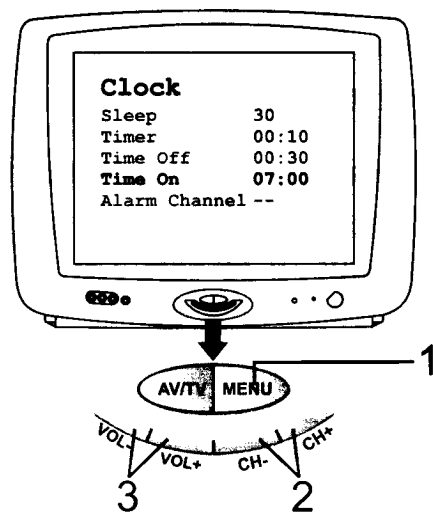 Clock
Sleep 30
Timer 00:10
Time Off 00:30
Time On 07:00
Alarm Channel --
AV/TV MENU
1
VOL- VOL+ CH- CH+
3 2